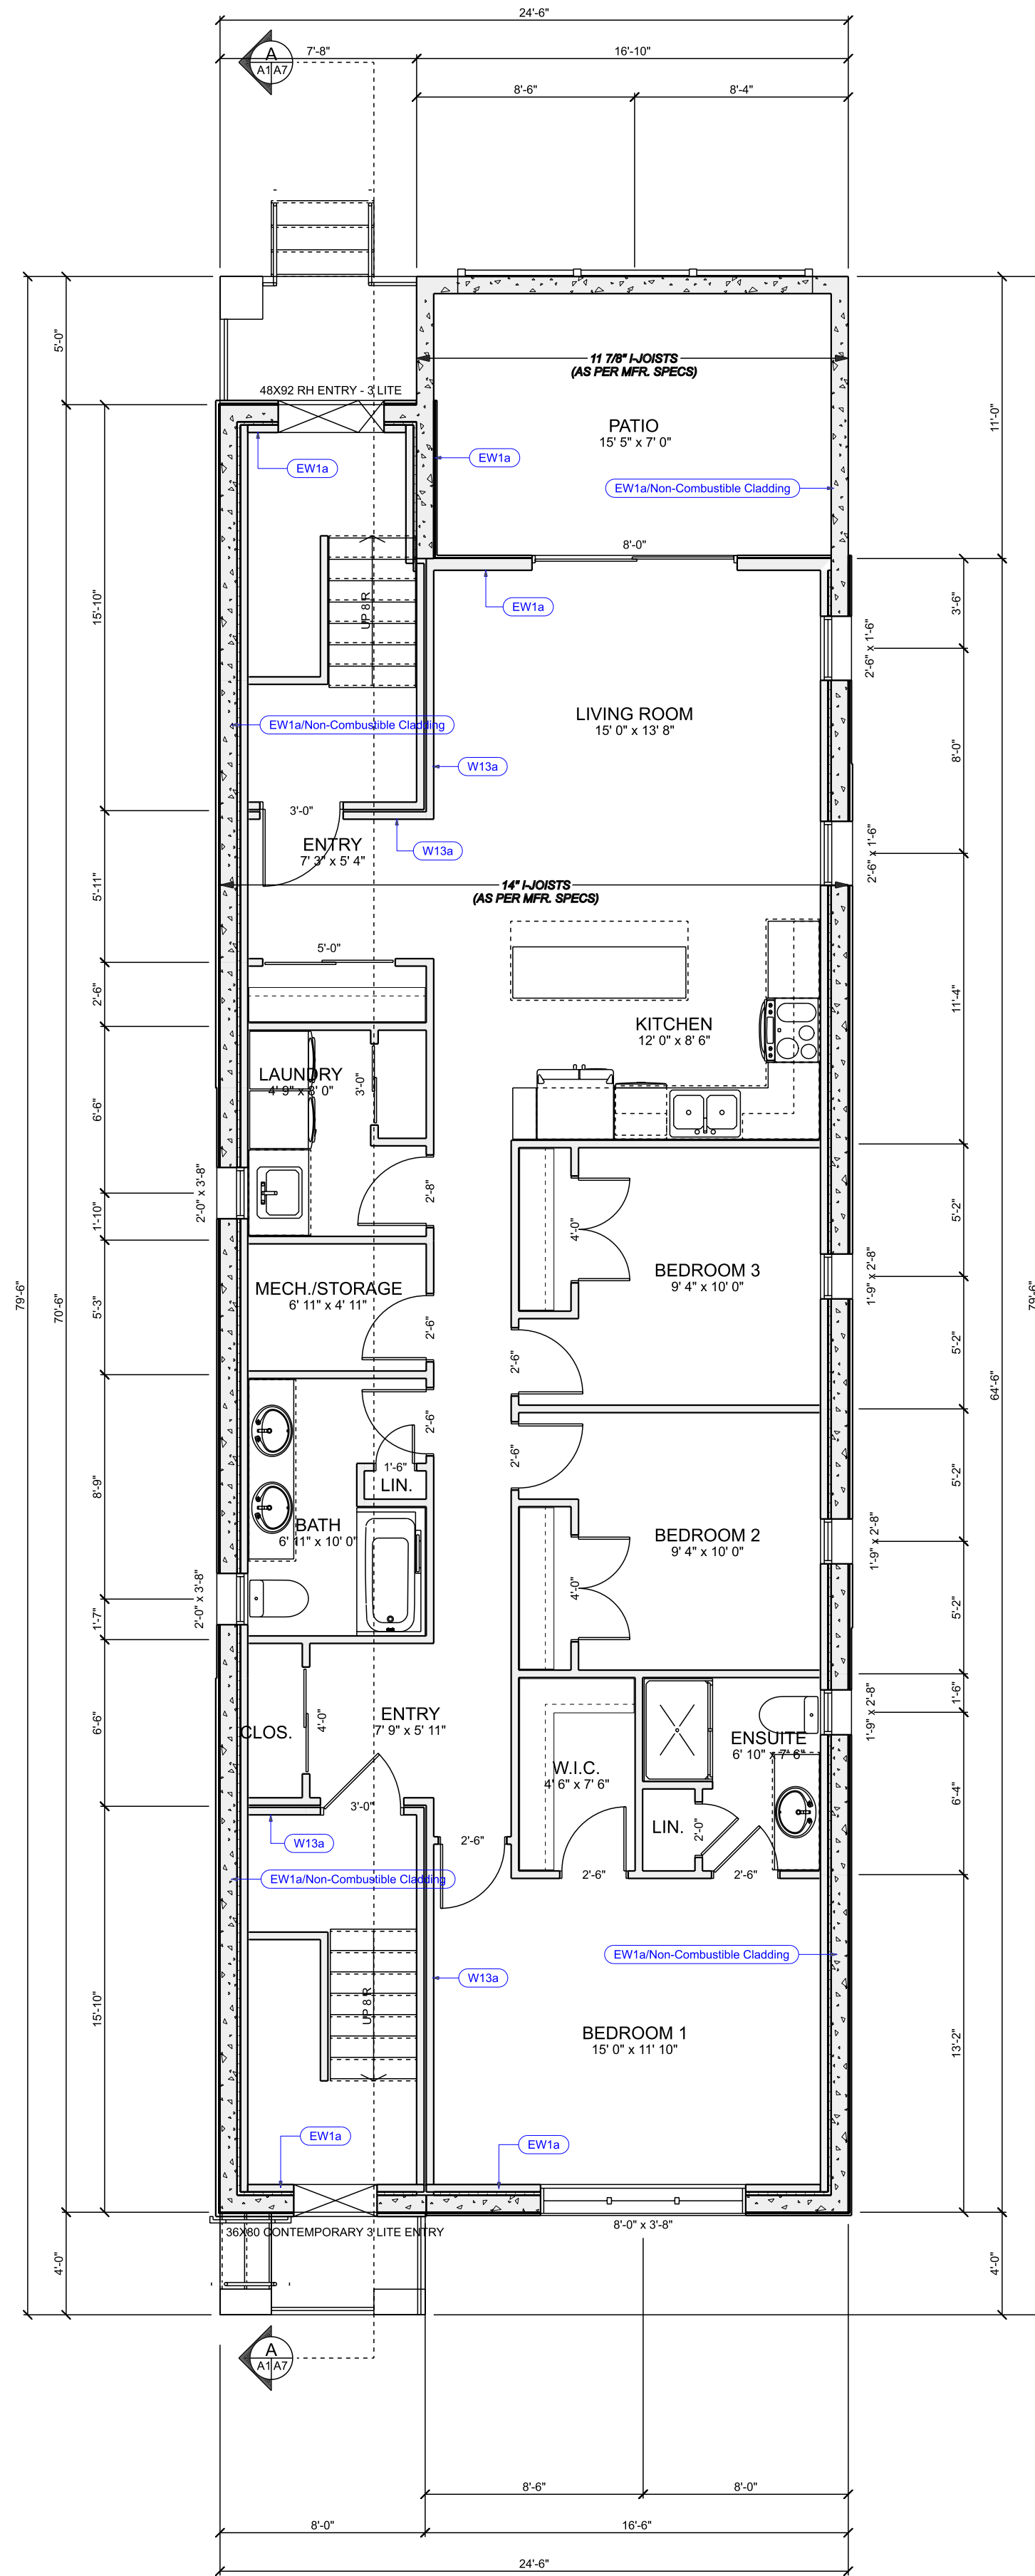 24'-6"
7'-8"
16'-10"
A
A1 A7
8'-6"
8'-4"
5'-0"
11'-0"
48X92 RH ENTRY - 3 LITE
11 7/8" I-JOISTS
(AS PER MFR. SPECS)
PATIO
15' 5" x 7' 0"
EW1a
EW1a
EW1a/Non-Combustible Cladding
8'-0"
EW1a
15'-10"
UP 8 R
3'-6"
2'-6" x 1'-6"
LIVING ROOM
15' 0" x 13' 8"
EW1a/Non-Combustible Cladding
W13a
8'-0"
3'-0"
ENTRY
7' 3" x 5' 4"
W13a
2'-6" x 1'-6"
5'-11"
14" I-JOISTS
(AS PER MFR. SPECS)
5'-0"
2'-6"
11'-4"
KITCHEN
12' 0" x 8' 6"
LAUNDRY
4' 9" x 8' 0"
3'-0"
6'-6"
2'-0" x 3'-8"
2'-8"
1'-10"
4'-0"
5'-2"
BEDROOM 3
9' 4" x 10' 0"
1'-9" x 2'-8"
79'-6"
70'-6"
MECH./STORAGE
6' 11" x 4' 11"
5'-3"
2'-6"
2'-6"
5'-2"
64'-6"
79'-6"
2'-6"
2'-6"
1'-6"
LIN.
8'-9"
5'-2"
BATH
6' 11" x 10' 0"
BEDROOM 2
9' 4" x 10' 0"
1'-9" x 2'-8"
4'-0"
2'-0" x 3'-8"
1'-7"
5'-2"
6'-6"
CLOS.
4'-0"
ENTRY
7' 9" x 5' 11"
1'-6"
1'-9" x 2'-8"
ENSUITE
6' 10" x 7' 6"
W.I.C.
4' 6" x 7' 6"
3'-0"
LIN.
2'-0"
6'-4"
W13a
2'-6"
2'-6"
2'-6"
EW1a/Non-Combustible Cladding
EW1a/Non-Combustible Cladding
W13a
15'-10"
UP 8 R
BEDROOM 1
15' 0" x 11' 10"
13'-2"
EW1a
EW1a
36X80 CONTEMPORARY 3 LITE ENTRY
8'-0" x 3'-8"
4'-0"
4'-0"
A
A1 A7
8'-6"
8'-0"
8'-0"
16'-6"
24'-6"